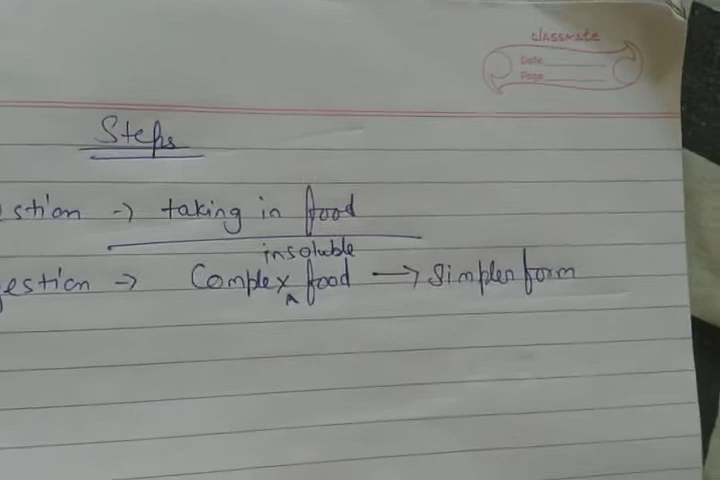 classmate
Date
Page
Steps
stion → taking in food
insoluble
estion → Complex ‸ food → Simpler form